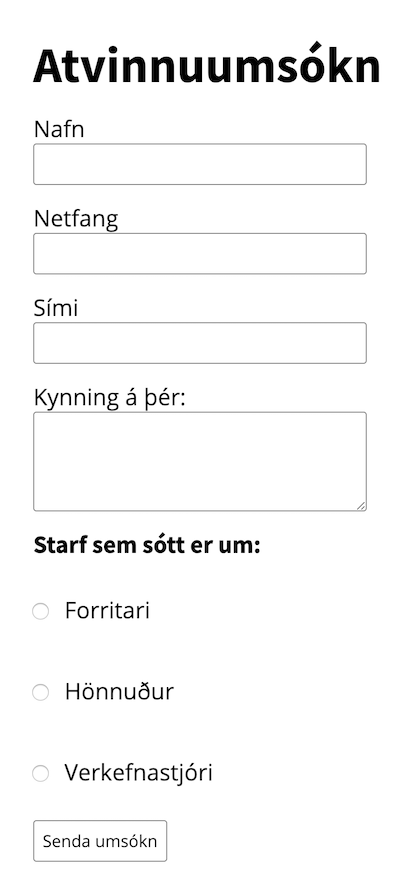 Atvinnuumsókn
Nafn
Netfang
Sími
Kynning á þér:
Starf sem sótt er um:
Forritari
Hönnuður
Verkefnastjóri
Senda umsókn